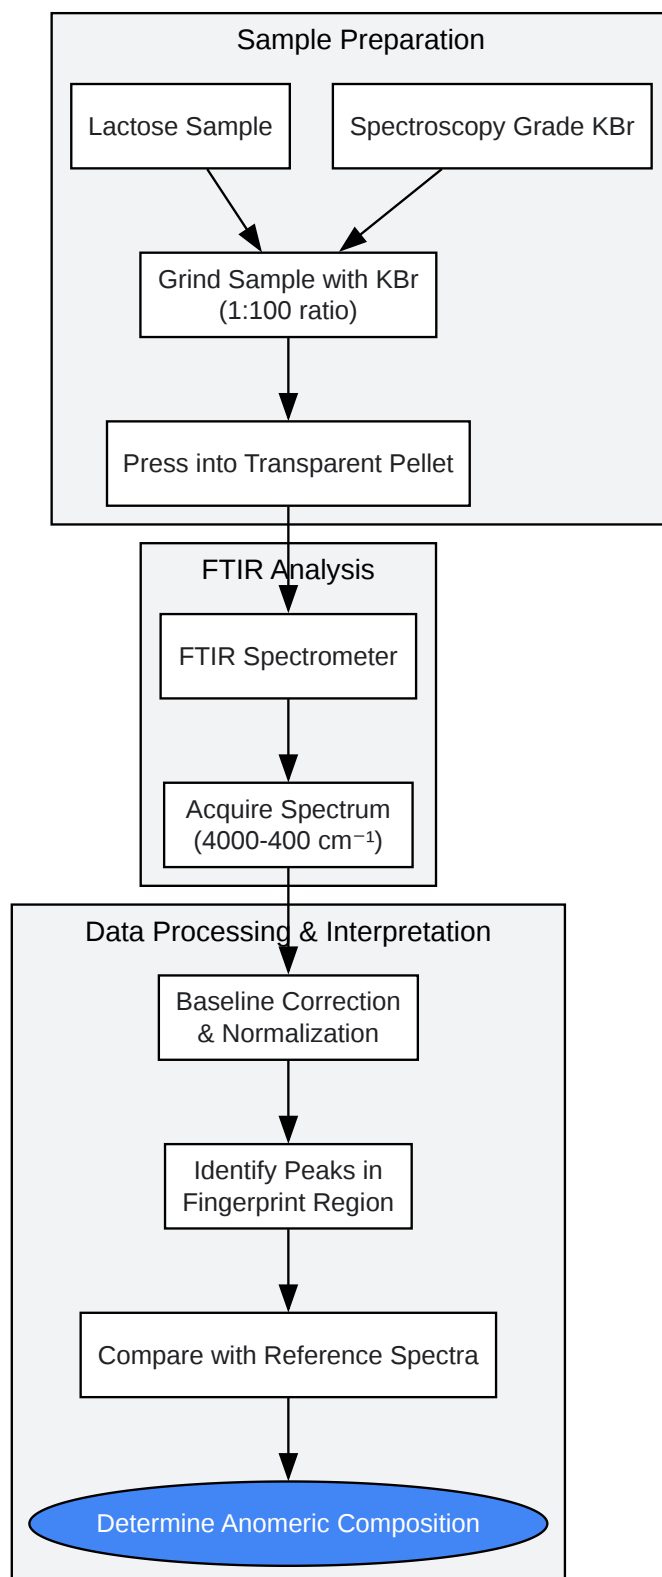 Sample Preparation
Lactose Sample
Spectroscopy Grade KBr
Grind Sample with KBr
(1:100 ratio)
Press into Transparent Pellet
FTIR Analysis
FTIR Spectrometer
Acquire Spectrum
(4000-400 cm⁻¹)
Data Processing & Interpretation
Baseline Correction
& Normalization
Identify Peaks in
Fingerprint Region
Compare with Reference Spectra
Determine Anomeric Composition